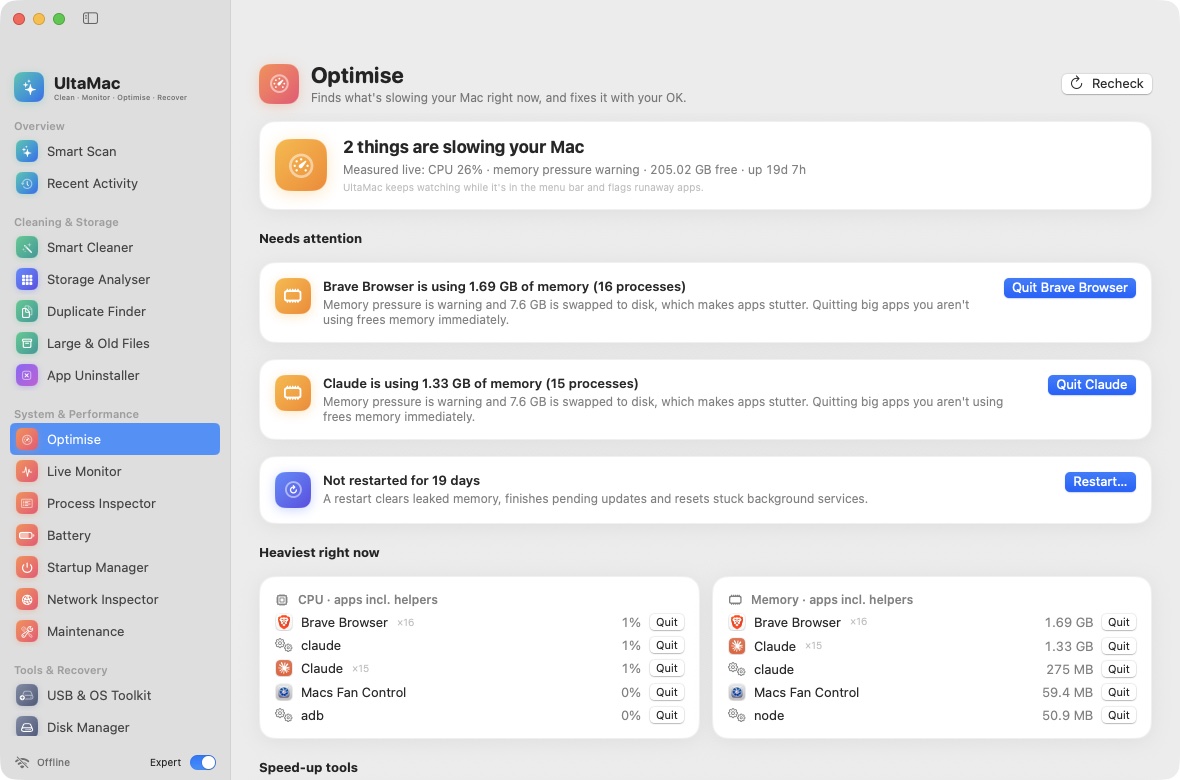 UltaMac
Clean · Monitor · Optimise · Recover
Overview
Smart Scan
Recent Activity
Cleaning & Storage
Smart Cleaner
Storage Analyser
Duplicate Finder
Large & Old Files
App Uninstaller
System & Performance
Optimise
Live Monitor
Process Inspector
Battery
Startup Manager
Network Inspector
Maintenance
Tools & Recovery
USB & OS Toolkit
Disk Manager
Offline
Expert
Optimise
Finds what's slowing your Mac right now, and fixes it with your OK.
Recheck
2 things are slowing your Mac
Measured live: CPU 26% · memory pressure warning · 205.02 GB free · up 19d 7h
UltaMac keeps watching while it's in the menu bar and flags runaway apps.
Needs attention
Brave Browser is using 1.69 GB of memory (16 processes)
Memory pressure is warning and 7.6 GB is swapped to disk, which makes apps stutter. Quitting big apps you aren't
using frees memory immediately.
Quit Brave Browser
Claude is using 1.33 GB of memory (15 processes)
Memory pressure is warning and 7.6 GB is swapped to disk, which makes apps stutter. Quitting big apps you aren't using
frees memory immediately.
Quit Claude
Not restarted for 19 days
A restart clears leaked memory, finishes pending updates and resets stuck background services.
Restart...
Heaviest right now
CPU · apps incl. helpers
Brave Browser ×16 1% Quit
claude 1% Quit
Claude ×15 1% Quit
Macs Fan Control 0% Quit
adb 0% Quit
Memory · apps incl. helpers
Brave Browser ×16 1.69 GB Quit
Claude ×15 1.33 GB Quit
claude 275 MB Quit
Macs Fan Control 59.4 MB Quit
node 50.9 MB Quit
Speed-up tools